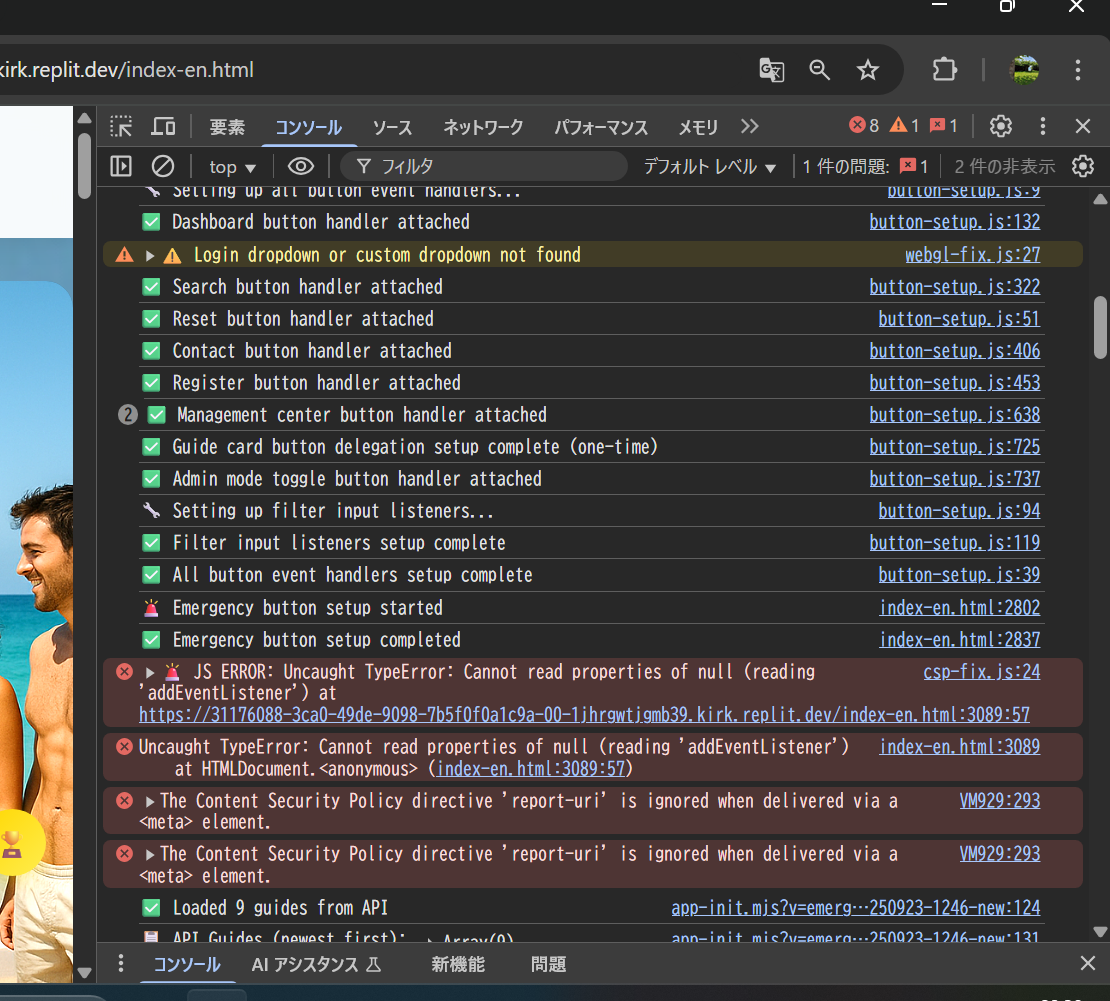 kirk.replit.dev/index-en.html
要素 コンソール ソース ネットワーク パフォーマンス メモリ 8 1 1
top フィルタ デフォルト レベル 1 件の問題: 1 2 件の非表示
Setting up all button event handlers... button-setup.js:9
Dashboard button handler attached button-setup.js:132
Login dropdown or custom dropdown not found webgl-fix.js:27
Search button handler attached button-setup.js:322
Reset button handler attached button-setup.js:51
Contact button handler attached button-setup.js:406
Register button handler attached button-setup.js:453
2 Management center button handler attached button-setup.js:638
Guide card button delegation setup complete (one-time) button-setup.js:725
Admin mode toggle button handler attached button-setup.js:737
Setting up filter input listeners... button-setup.js:94
Filter input listeners setup complete button-setup.js:119
All button event handlers setup complete button-setup.js:39
Emergency button setup started index-en.html:2802
Emergency button setup completed index-en.html:2837
JS ERROR: Uncaught TypeError: Cannot read properties of null (reading csp-fix.js:24
'addEventListener') at
https://31176088-3ca0-49de-9098-7b5f0f0a1c9a-00-1jhrgwtjgmb39.kirk.replit.dev/index-en.html:3089:57
Uncaught TypeError: Cannot read properties of null (reading 'addEventListener') index-en.html:3089
at HTMLDocument.<anonymous> (index-en.html:3089:57)
The Content Security Policy directive 'report-uri' is ignored when delivered via a VM929:293
<meta> element.
The Content Security Policy directive 'report-uri' is ignored when delivered via a VM929:293
<meta> element.
Loaded 9 guides from API app-init.mjs?v=emerg…250923-1246-new:124
API Guides (newest first): Array(9) app-init.mjs?v=emerg…250923-1246-new:131
コンソール AI アシスタンス 新機能 問題